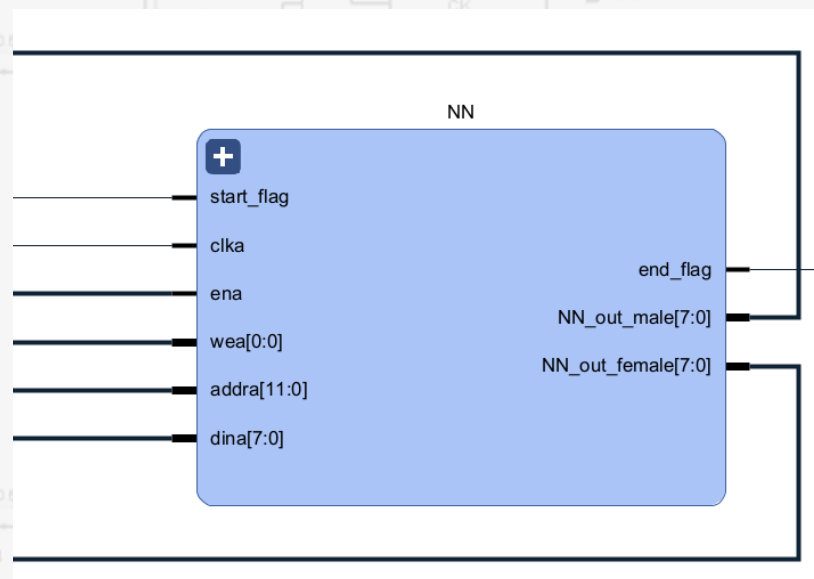 NN
start_flag
clka
ena
wea[0:0]
addra[11:0]
dina[7:0]
end_flag
NN_out_male[7:0]
NN_out_female[7:0]